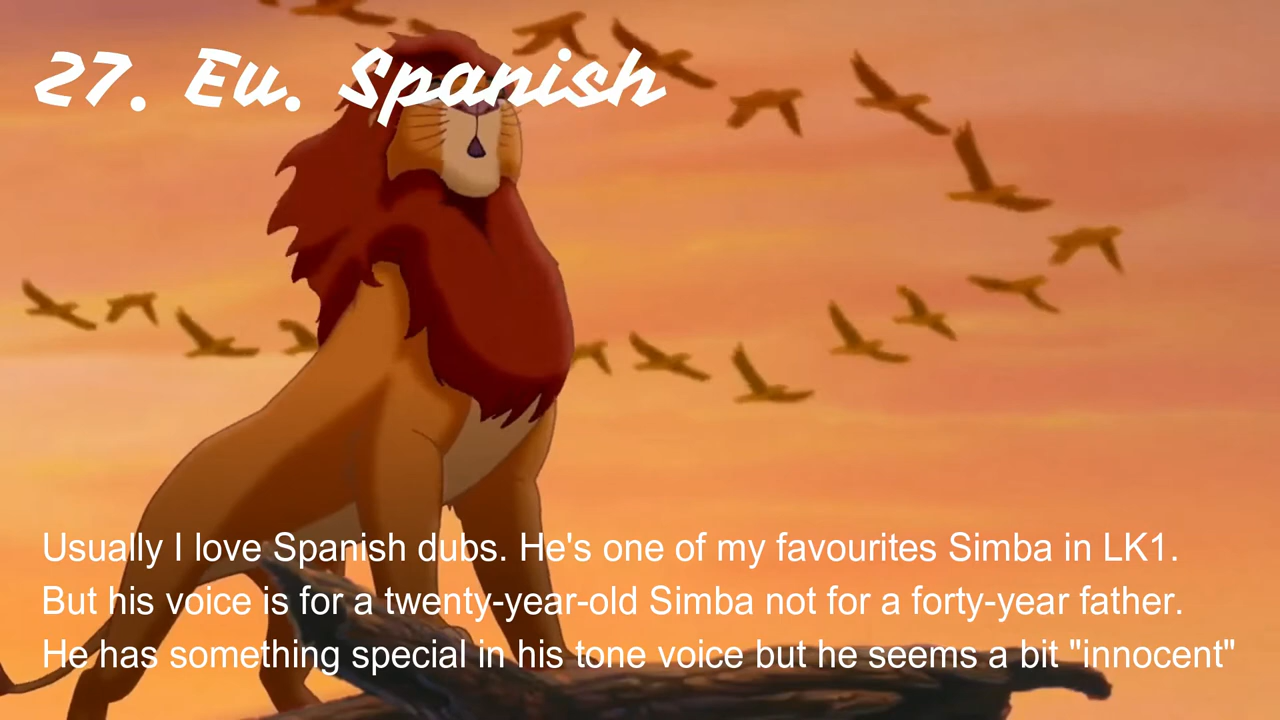 27. Eu. Spanish
Usually I love Spanish dubs. He's one of my favourites Simba in LK1.
But his voice is for a twenty-year-old Simba not for a forty-year father.
He has something special in his tone voice but he seems a bit "innocent"